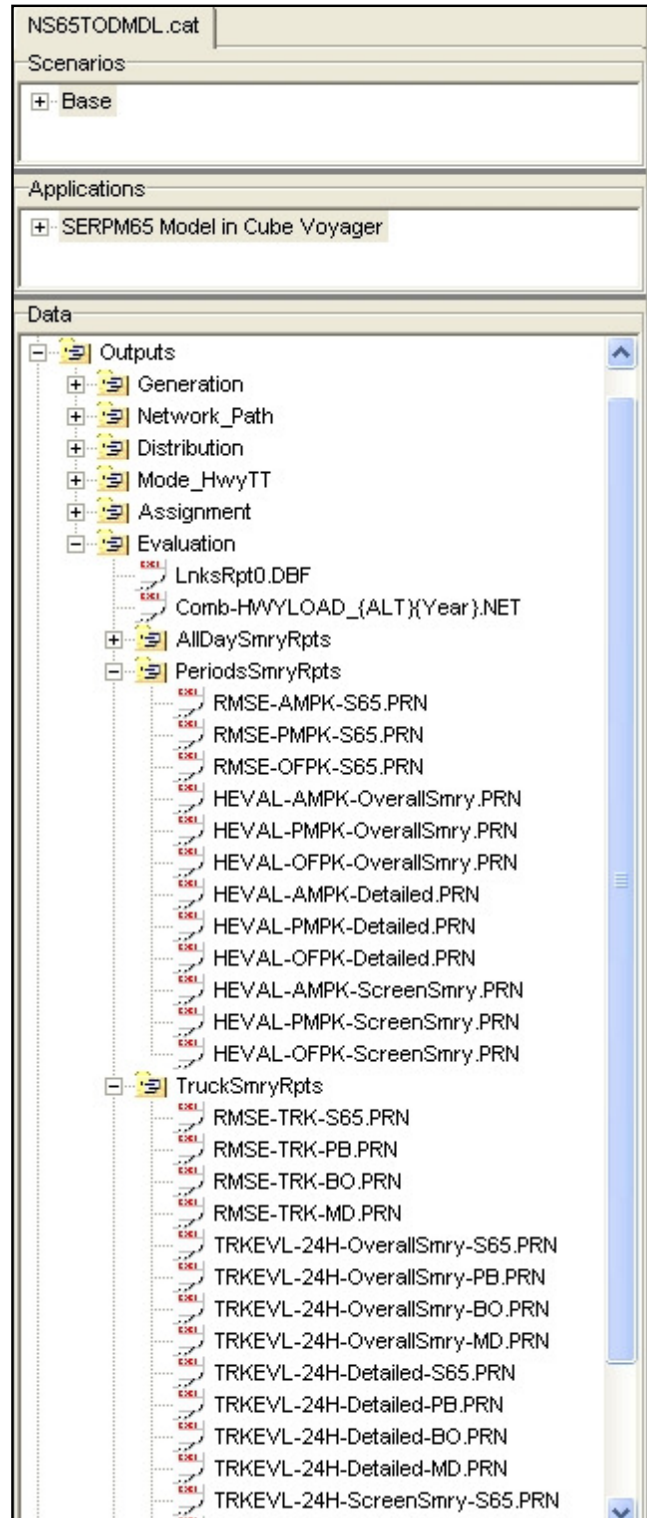 NS65TODMDL.cat
Scenarios
Base
Applications
SERPM65 Model in Cube Voyager
Data
Outputs
Generation
Network_Path
Distribution
Mode_HwyTT
Assignment
Evaluation
LnksRpt0.DBF
Comb-HWYLOAD_{ALT}{Year}.NET
AllDaySmryRpts
PeriodsSmryRpts
RMSE-AMPK-S65.PRN
RMSE-PMPK-S65.PRN
RMSE-OFPK-S65.PRN
HEVAL-AMPK-OverallSmry.PRN
HEVAL-PMPK-OverallSmry.PRN
HEVAL-OFPK-OverallSmry.PRN
HEVAL-AMPK-Detailed.PRN
HEVAL-PMPK-Detailed.PRN
HEVAL-OFPK-Detailed.PRN
HEVAL-AMPK-ScreenSmry.PRN
HEVAL-PMPK-ScreenSmry.PRN
HEVAL-OFPK-ScreenSmry.PRN
TruckSmryRpts
RMSE-TRK-S65.PRN
RMSE-TRK-PB.PRN
RMSE-TRK-BO.PRN
RMSE-TRK-MD.PRN
TRKEVL-24H-OverallSmry-S65.PRN
TRKEVL-24H-OverallSmry-PB.PRN
TRKEVL-24H-OverallSmry-BO.PRN
TRKEVL-24H-OverallSmry-MD.PRN
TRKEVL-24H-Detailed-S65.PRN
TRKEVL-24H-Detailed-PB.PRN
TRKEVL-24H-Detailed-BO.PRN
TRKEVL-24H-Detailed-MD.PRN
TRKEVL-24H-ScreenSmry-S65.PRN